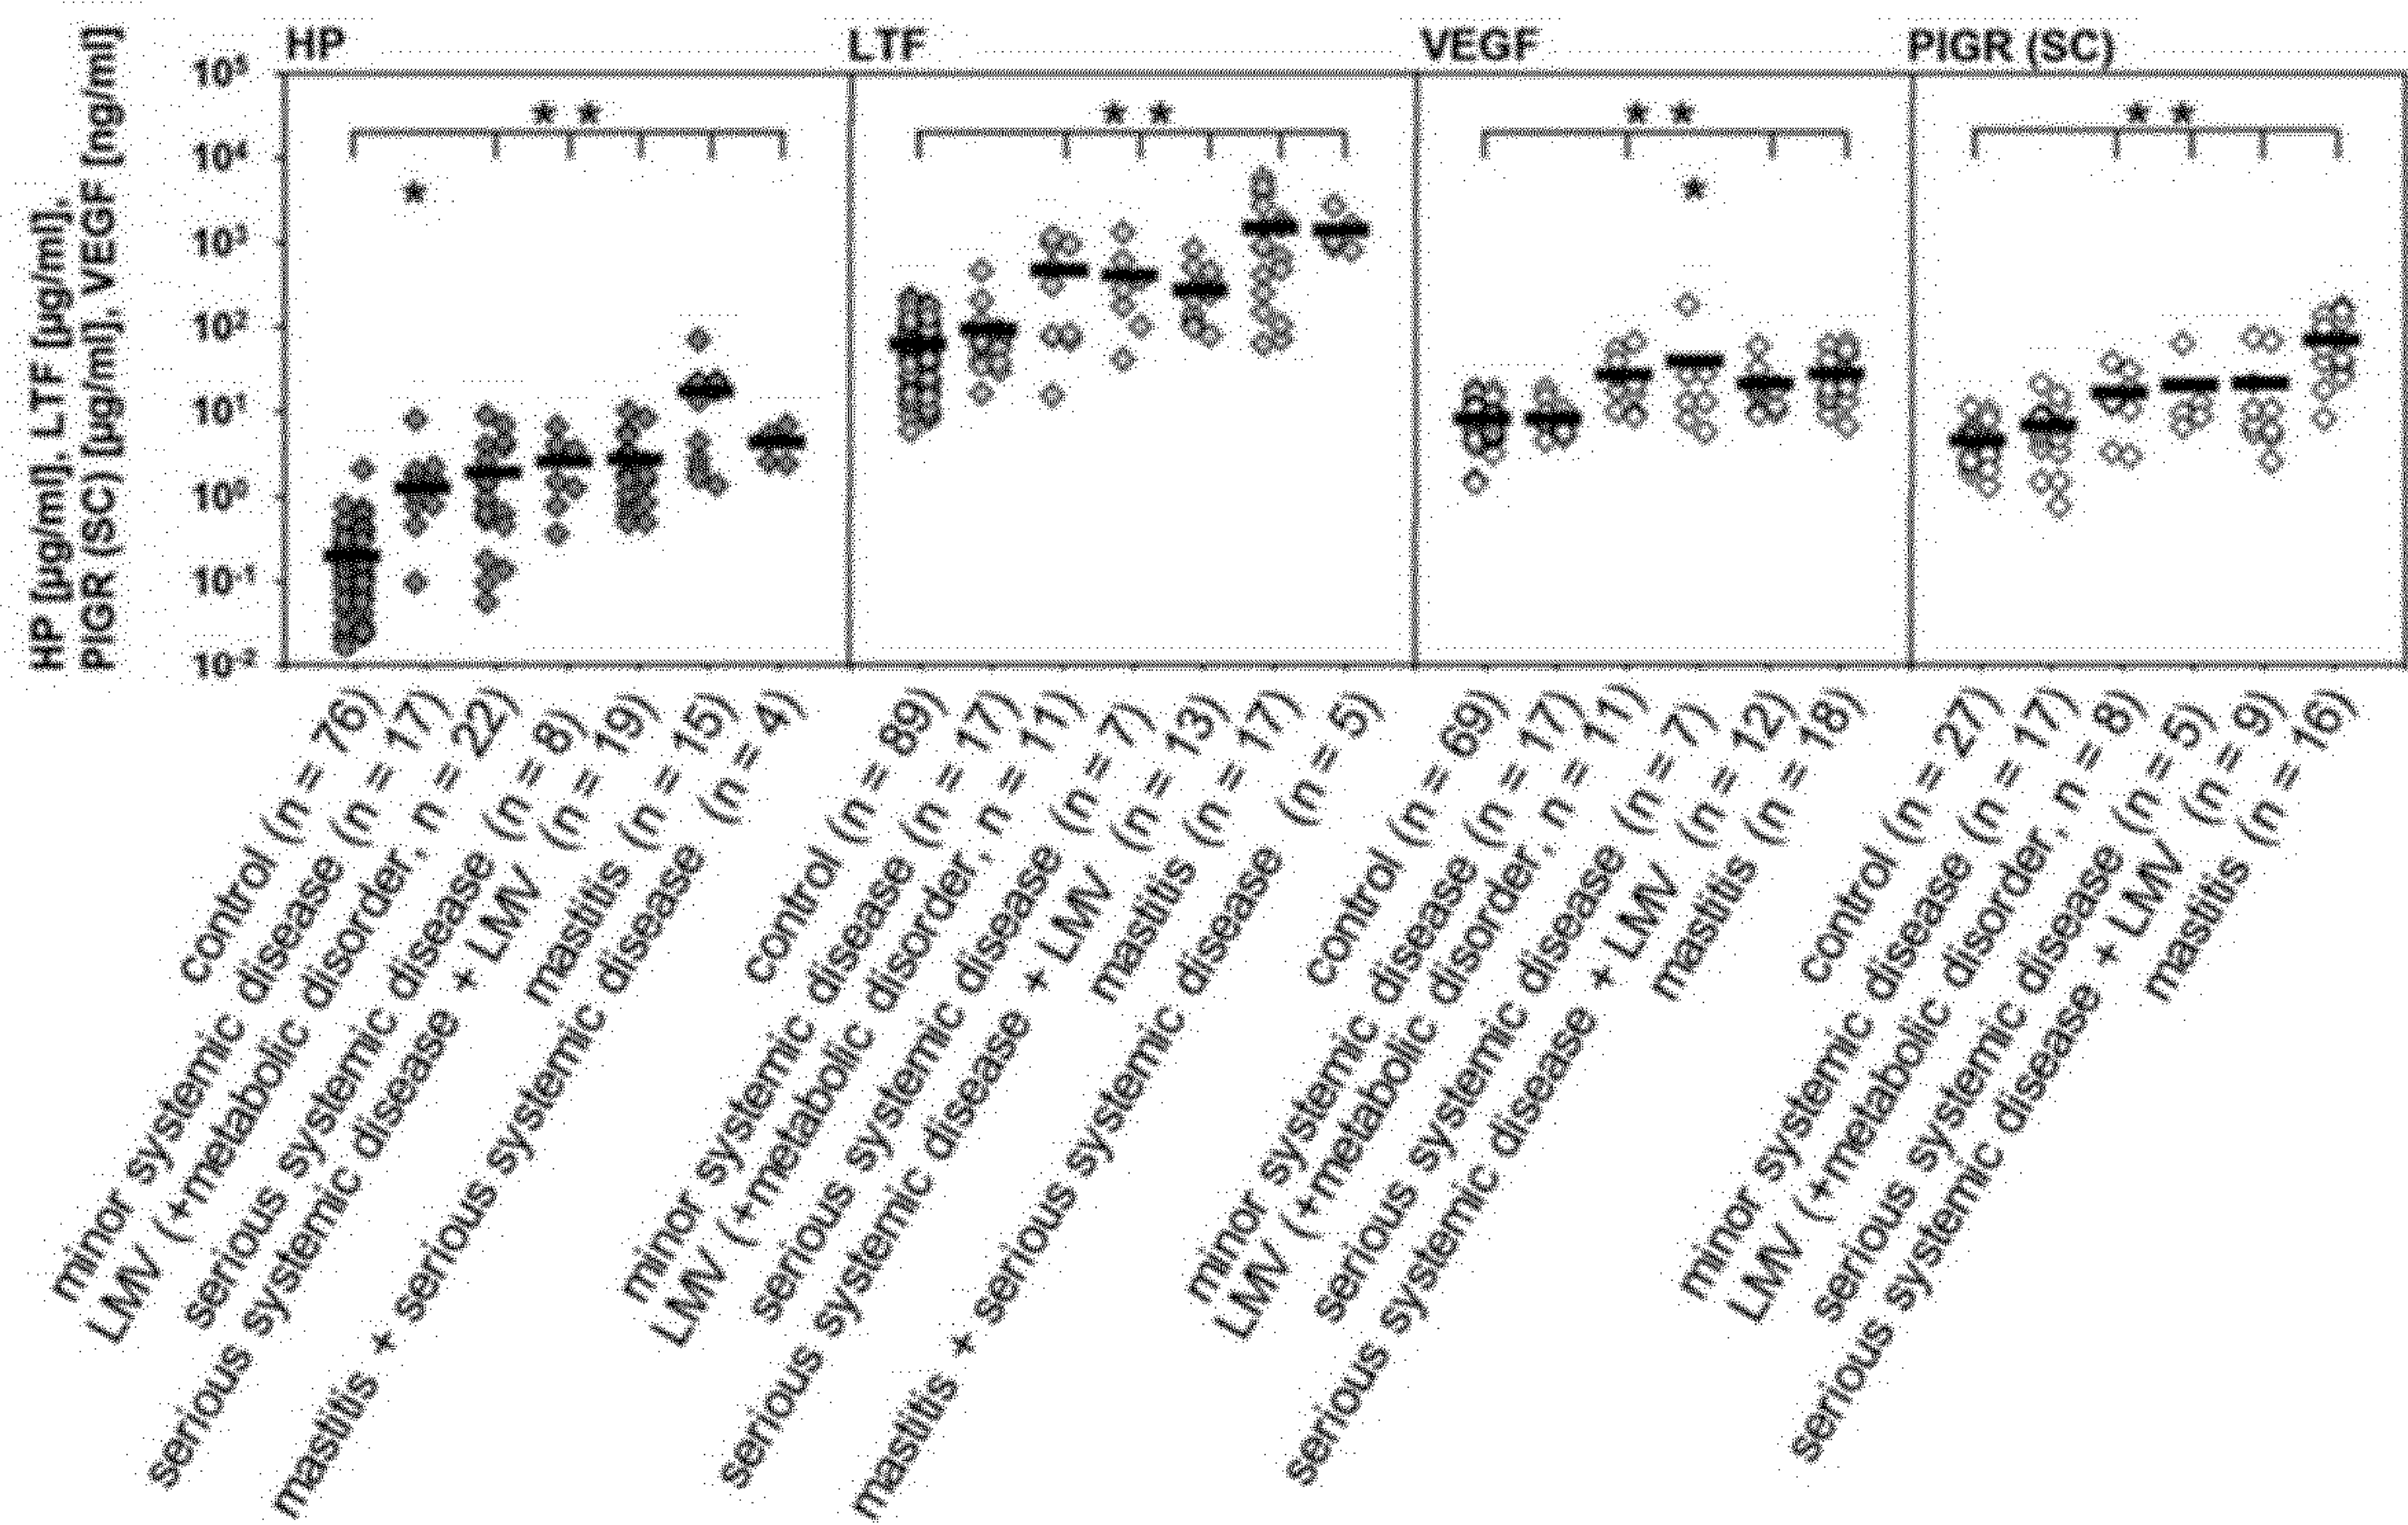 HP [µg/ml], LTF [µg/ml],
PIGR (SC) [µg/ml], VEGF [ng/ml]
HP
LTF
VEGF
PIGR (SC)
10⁵
10⁴
10³
10²
10¹
10⁰
10⁻¹
10⁻²
* *
*
* *
* *
*
* *
control (n = 76)
minor systemic disease (n = 17)
LMV (+metabolic disorder, n = 22)
serious systemic disease (n = 8)
serious systemic disease + LMV (n = 19)
mastitis (n = 15)
mastitis + serious systemic disease (n = 4)
control (n = 89)
minor systemic disease (n = 17)
LMV (+metabolic disorder, n = 11)
serious systemic disease (n = 7)
serious systemic disease + LMV (n = 13)
mastitis (n = 17)
mastitis + serious systemic disease (n = 5)
control (n = 69)
minor systemic disease (n = 17)
LMV (+metabolic disorder, n = 11)
serious systemic disease (n = 7)
serious systemic disease + LMV (n = 12)
mastitis (n = 18)
control (n = 27)
minor systemic disease (n = 17)
LMV (+metabolic disorder, n = 8)
serious systemic disease (n = 5)
serious systemic disease + LMV (n = 9)
mastitis (n = 16)